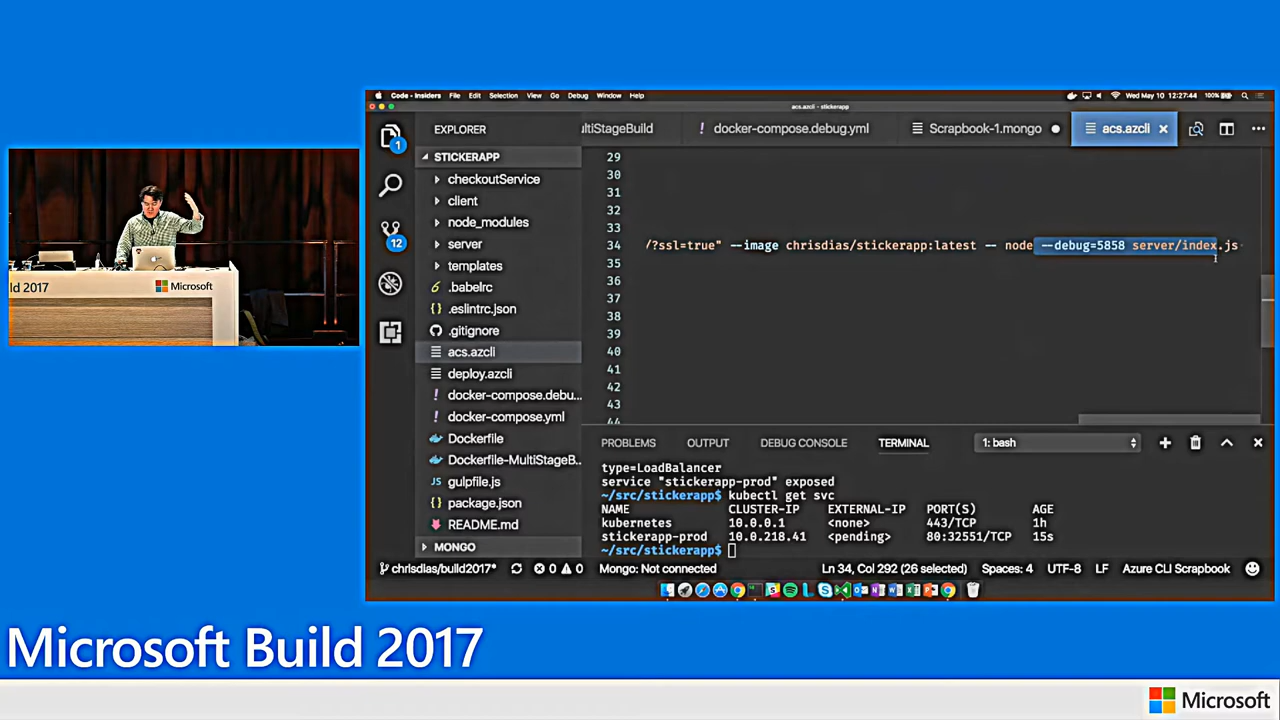 Code - Insiders File Edit Selection View Go Debug Window Help
Wed May 10 12:27:44
100%
acs.azcli - stickerapp
EXPLORER
ultiStageBuild
! docker-compose.debug.yml
Scrapbook-1.mongo
acs.azcli
1
12
STICKERAPP
checkoutService
client
node_modules
server
templates
.babelrc
{} .eslintrc.json
.gitignore
acs.azcli
deploy.azcli
! docker-compose.debu...
! docker-compose.yml
Dockerfile
Dockerfile-MultiStageB...
JS gulpfile.js
{} package.json
README.md
MONGO
29
30
31
32
33
34 /?ssl=true" --image chrisdias/stickerapp:latest -- node --debug=5858 server/index.js
35
36
37
38
39
40
41
42
43
44
PROBLEMS OUTPUT DEBUG CONSOLE TERMINAL 1: bash
type=LoadBalancer
service "stickerapp-prod" exposed
~/src/stickerapp$ kubectl get svc
NAME CLUSTER-IP EXTERNAL-IP PORT(S) AGE
kubernetes 10.0.0.1 <none> 443/TCP 1h
stickerapp-prod 10.0.218.41 <pending> 80:32551/TCP 15s
~/src/stickerapp$
chrisdias/build2017* 0 0 Mongo: Not connected Ln 34, Col 292 (26 selected) Spaces: 4 UTF-8 LF Azure CLI Scrapbook
ld 2017
Microsoft
Microsoft Build 2017
Microsoft